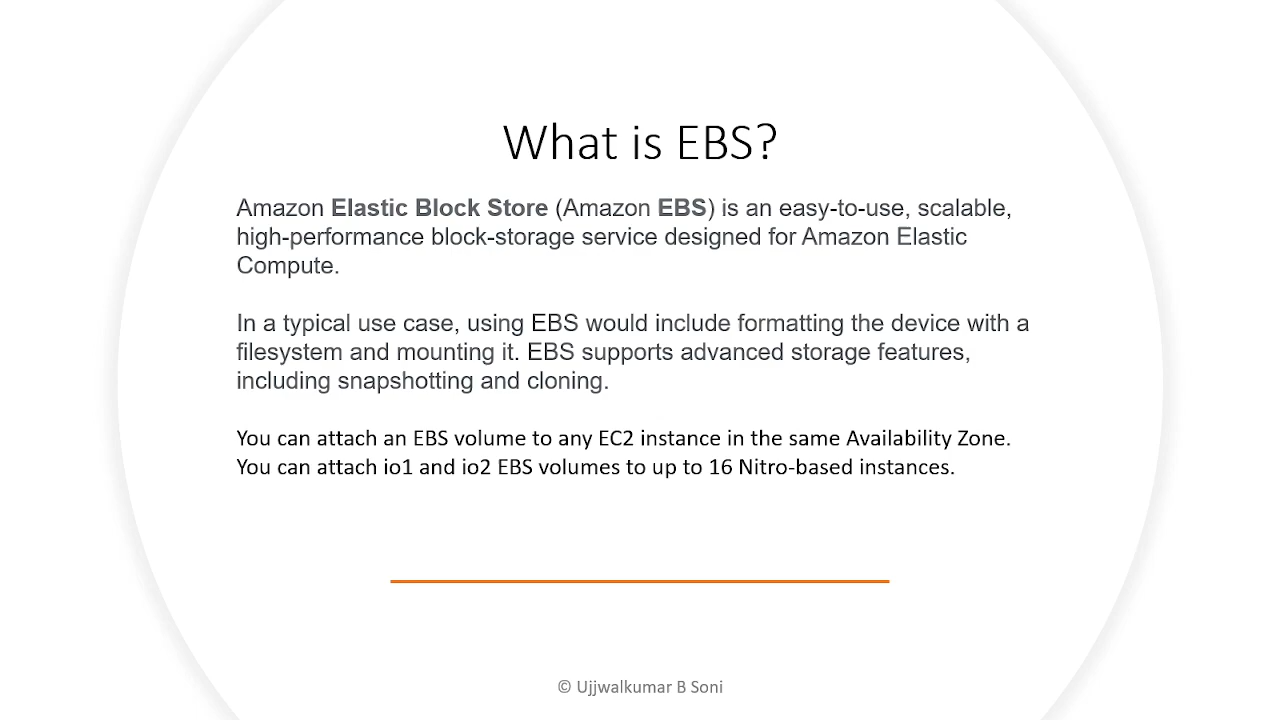 What is EBS?
Amazon Elastic Block Store (Amazon EBS) is an easy-to-use, scalable,
high-performance block-storage service designed for Amazon Elastic
Compute.
In a typical use case, using EBS would include formatting the device with a
filesystem and mounting it. EBS supports advanced storage features,
including snapshotting and cloning.
You can attach an EBS volume to any EC2 instance in the same Availability Zone.
You can attach io1 and io2 EBS volumes to up to 16 Nitro-based instances.
© Ujjwalkumar B Soni